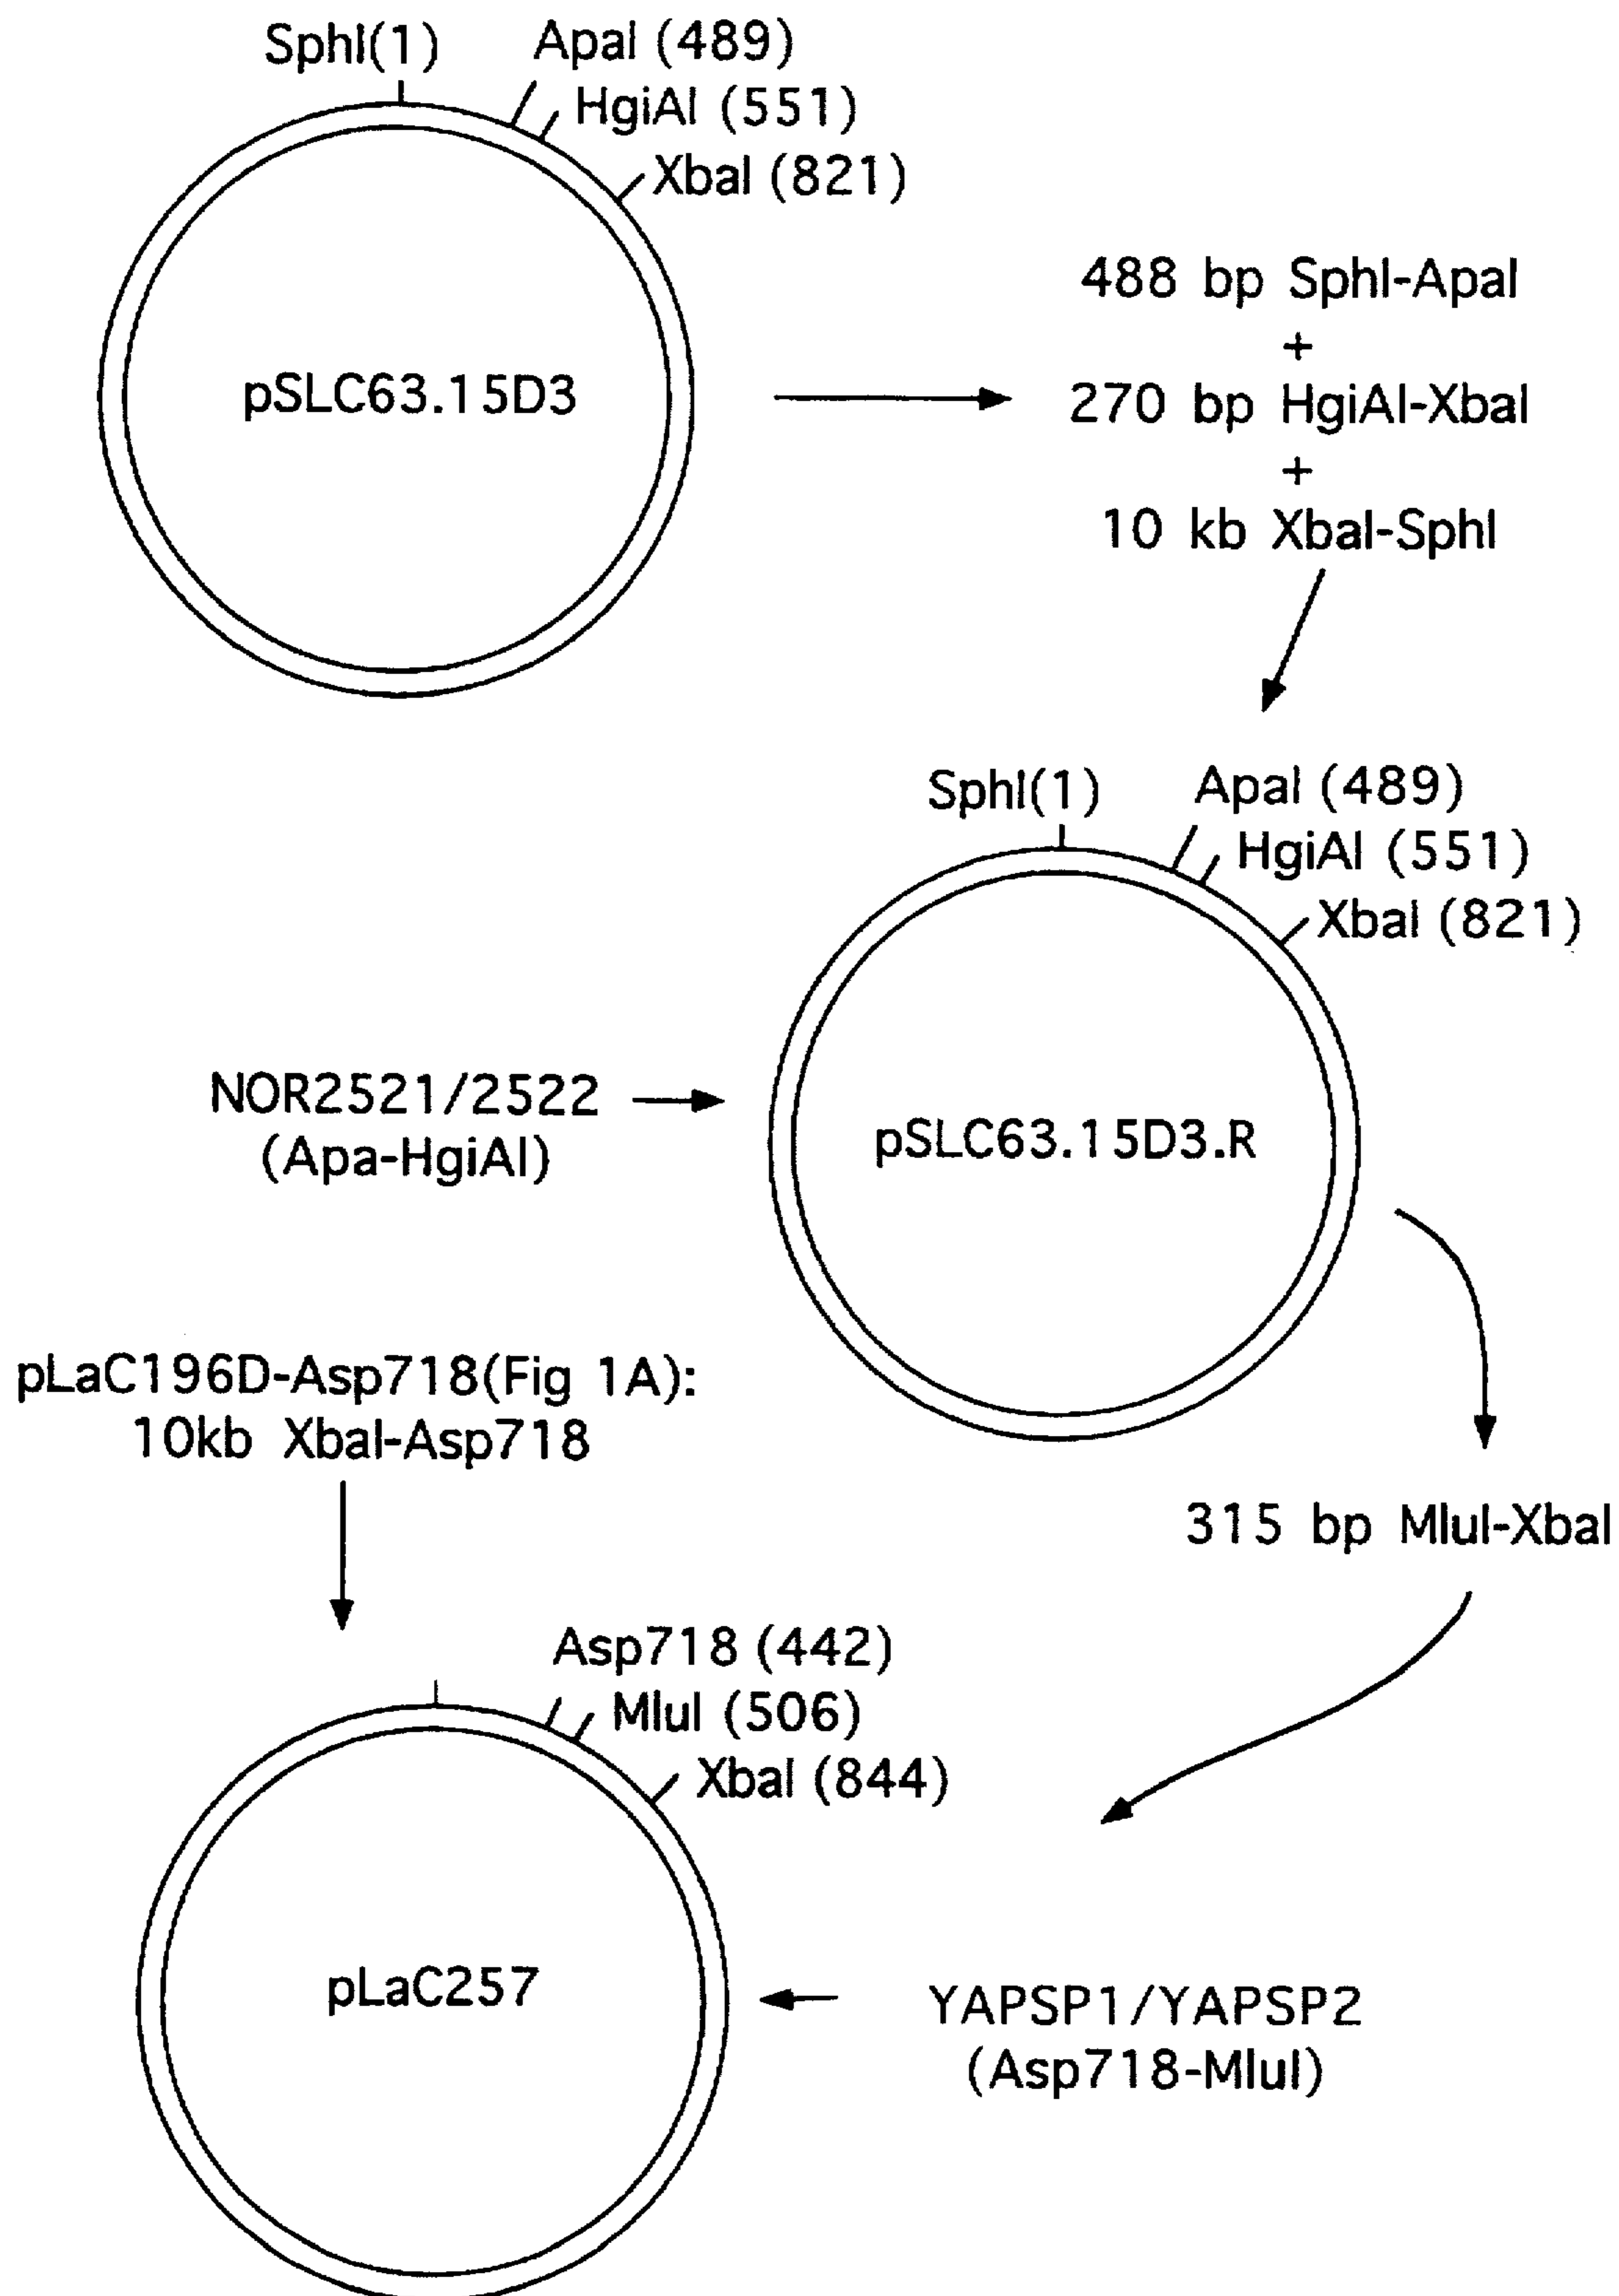 SphI(1)
ApaI (489)
HgiAI (551)
XbaI (821)
pSLC63.15D3
488 bp SphI-ApaI
+
270 bp HgiAI-XbaI
+
10 kb XbaI-SphI
SphI(1)
ApaI (489)
HgiAI (551)
XbaI (821)
NOR2521/2522
(Apa-HgiAI)
pSLC63.15D3.R
pLaC196D-Asp718(Fig 1A):
10kb XbaI-Asp718
315 bp MluI-XbaI
Asp718 (442)
MluI (506)
XbaI (844)
pLaC257
YAPSP1/YAPSP2
(Asp718-MluI)